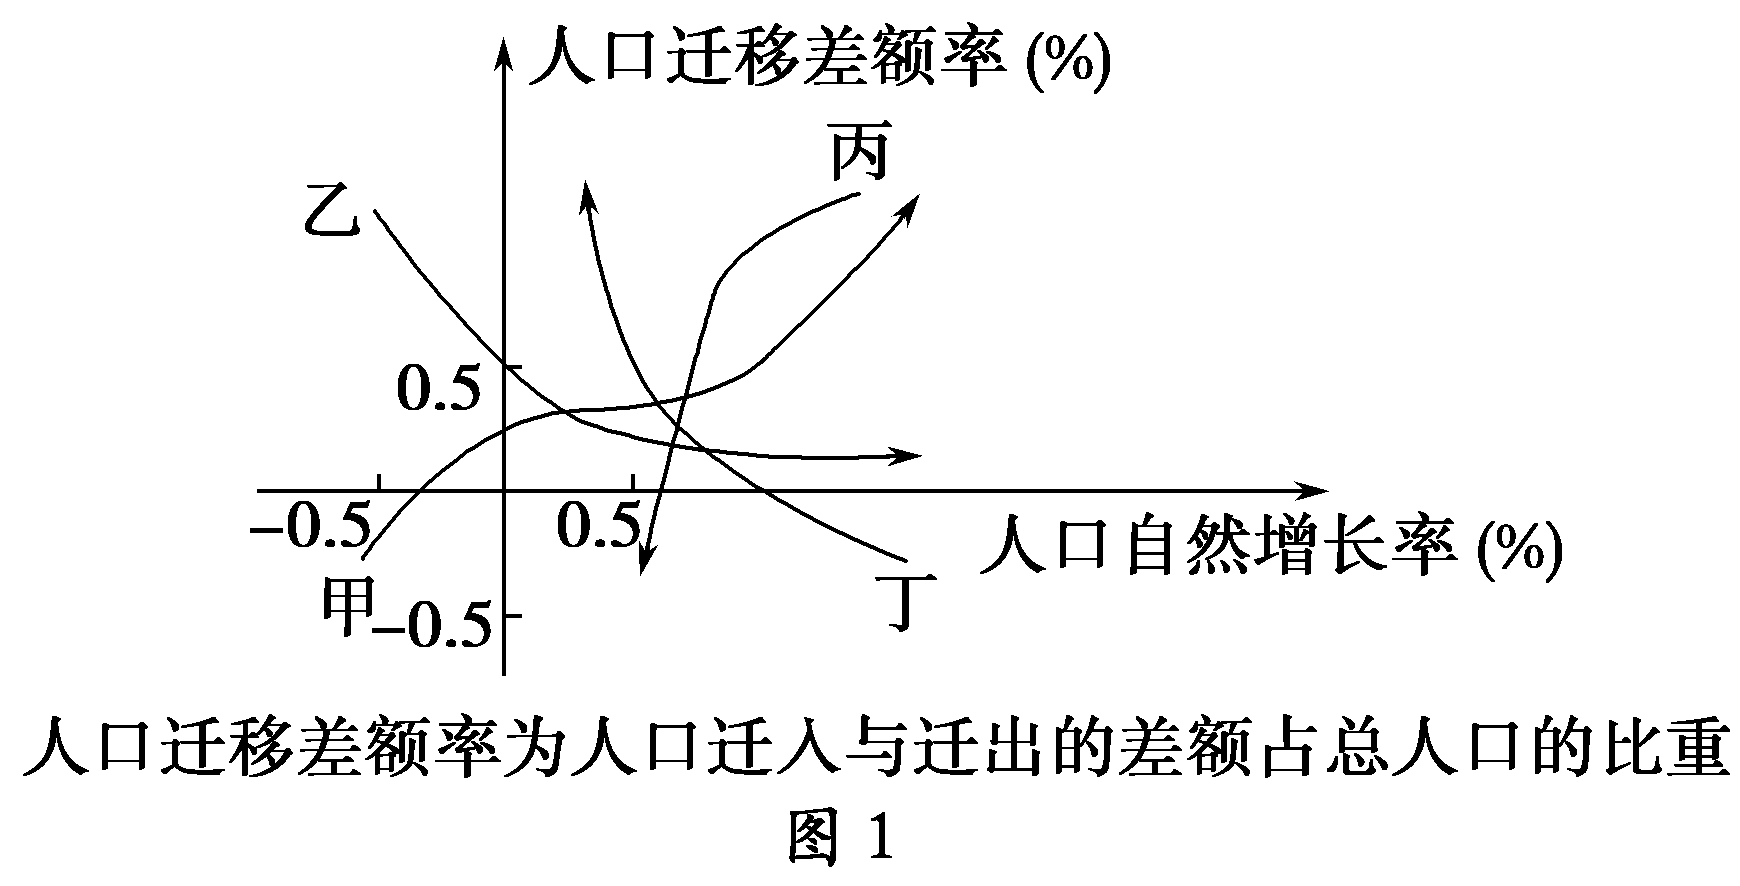 人口迁移差额率(%)
丙
乙
0.5
-0.5
0.5
人口自然增长率(%)
甲
-0.5
丁
人口迁移差额率为人口迁入与迁出的差额占总人口的比重
图 1